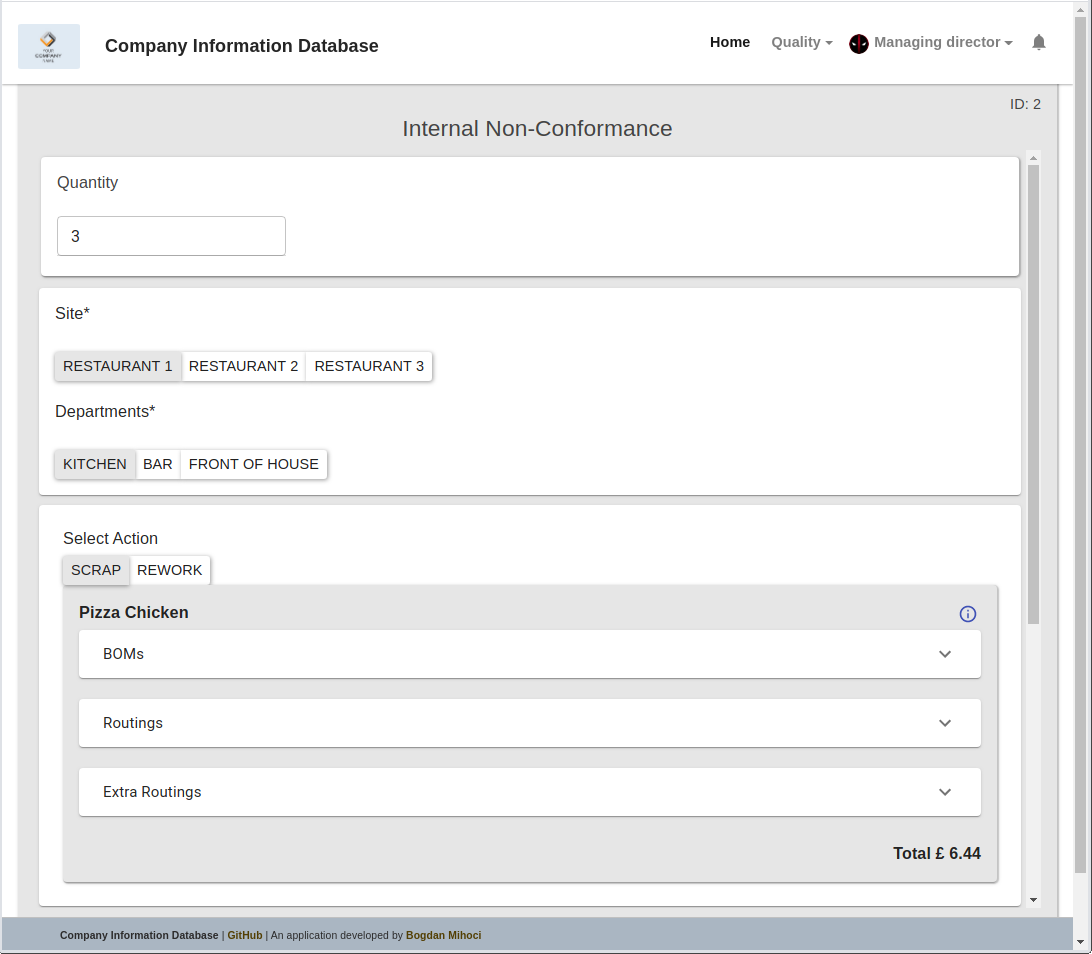 YOUR
COMPANY
NAME
Company Information Database
Home Quality Managing director
ID: 2
Internal Non-Conformance
Quantity
3
Site*
RESTAURANT 1 RESTAURANT 2 RESTAURANT 3
Departments*
KITCHEN BAR FRONT OF HOUSE
Select Action
SCRAP REWORK
Pizza Chicken
BOMs
Routings
Extra Routings
Total £ 6.44
Company Information Database | GitHub | An application developed by Bogdan Mihoci